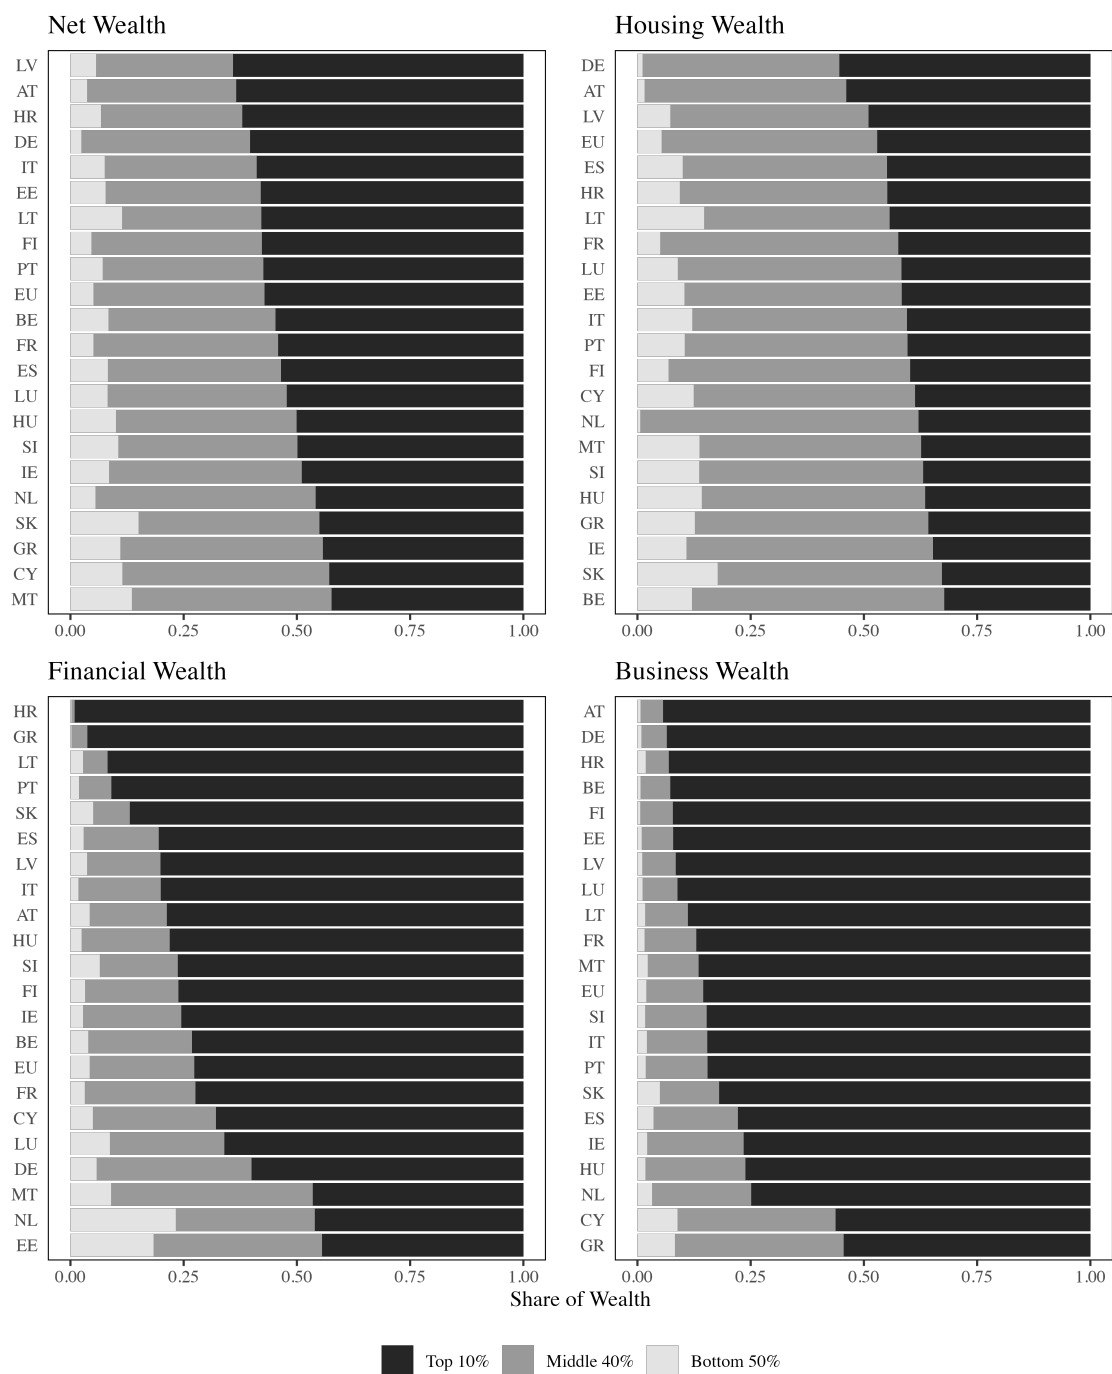 Net Wealth
LV
AT
HR
DE
IT
EE
LT
FI
PT
EU
BE
FR
ES
LU
HU
SI
IE
NL
SK
GR
CY
MT
0.00 0.25 0.50 0.75 1.00
Housing Wealth
DE
AT
LV
EU
ES
HR
LT
FR
LU
EE
IT
PT
FI
CY
NL
MT
SI
HU
GR
IE
SK
BE
0.00 0.25 0.50 0.75 1.00
Financial Wealth
HR
GR
LT
PT
SK
ES
LV
IT
AT
HU
SI
FI
IE
BE
EU
FR
CY
LU
DE
MT
NL
EE
0.00 0.25 0.50 0.75 1.00
Business Wealth
AT
DE
HR
BE
FI
EE
LV
LU
LT
FR
MT
EU
SI
IT
PT
SK
ES
IE
HU
NL
CY
GR
0.00 0.25 0.50 0.75 1.00
Share of Wealth
Top 10% Middle 40% Bottom 50%